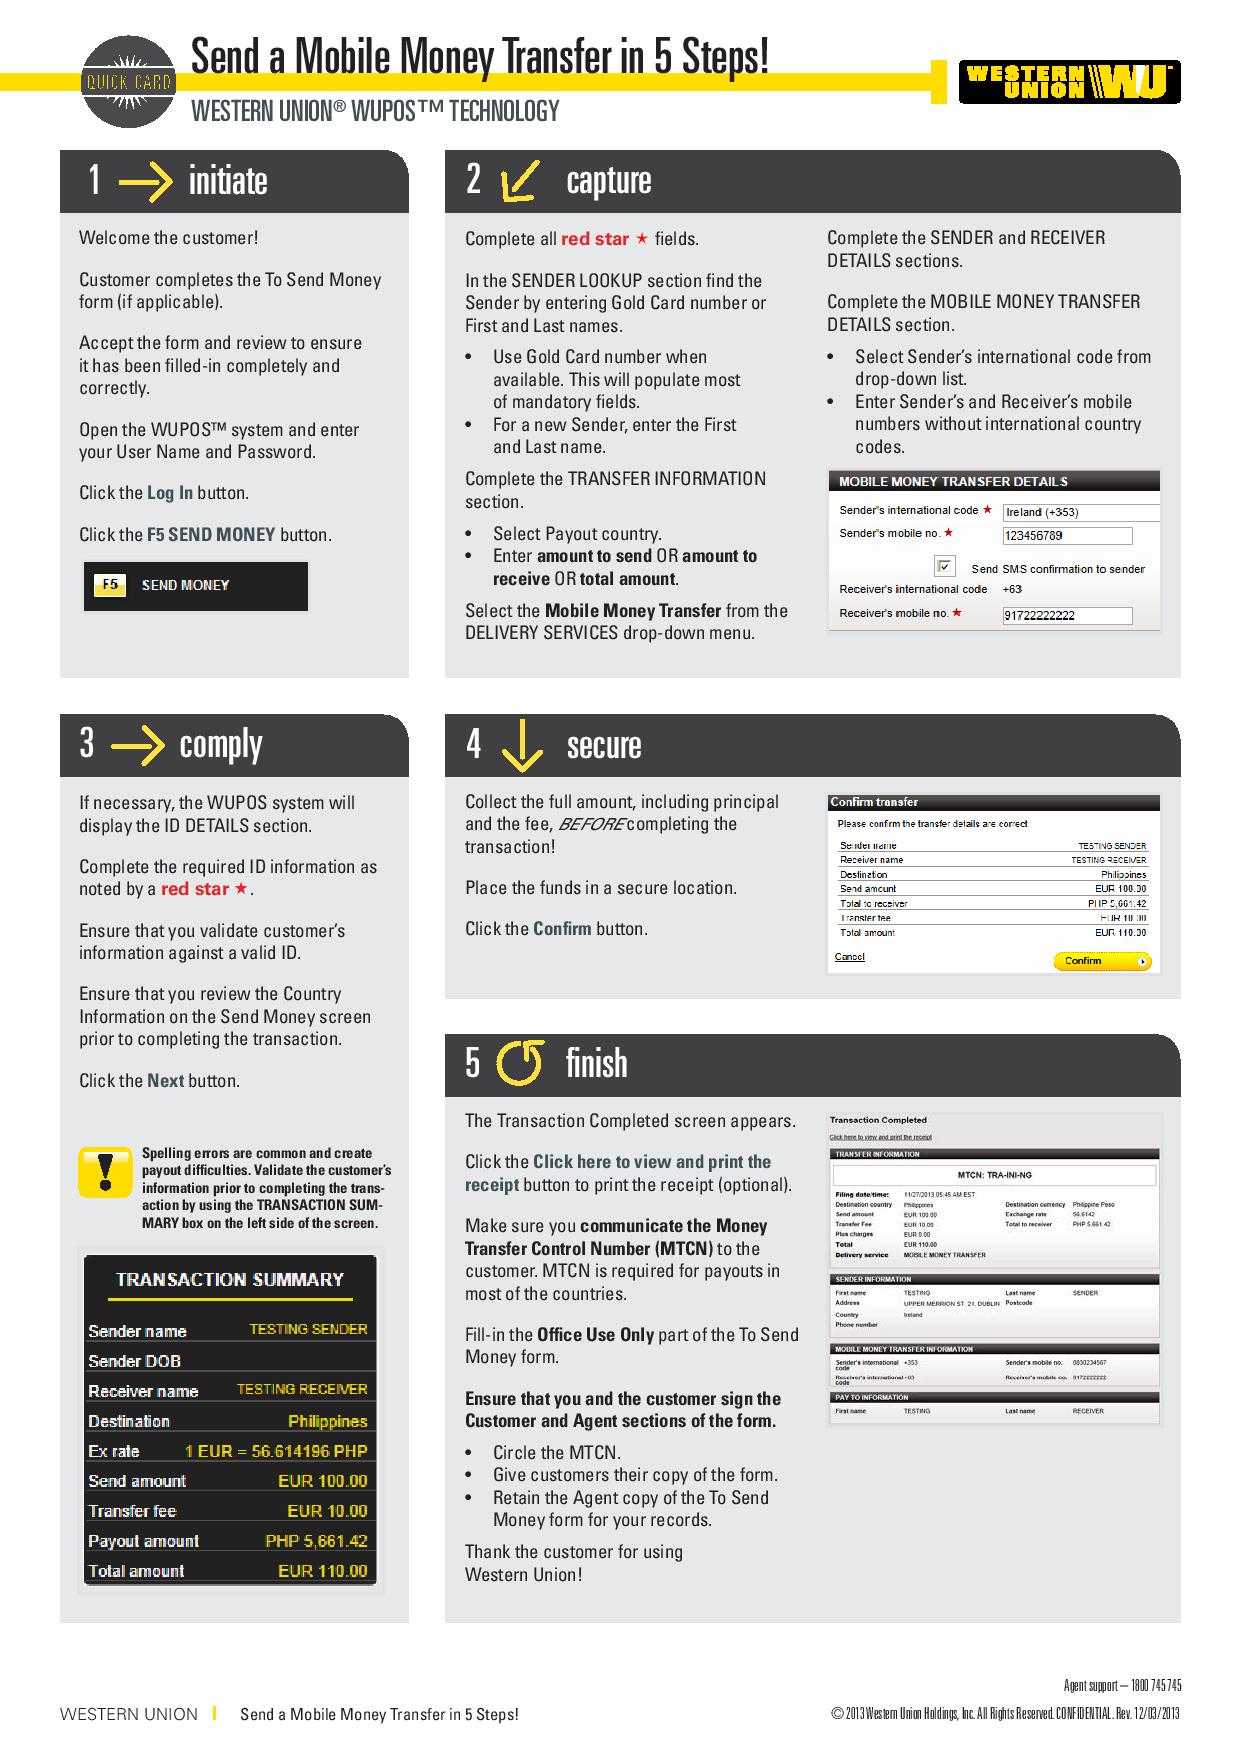 QUICK CARD
Send a Mobile Money Transfer in 5 Steps!
WESTERN UNION® WUPOS™ TECHNOLOGY
WESTERN
UNION WU
1 initiate
Welcome the customer!
Customer completes the To Send Money
form (if applicable).
Accept the form and review to ensure
it has been filled-in completely and
correctly.
Open the WUPOS™ system and enter
your User Name and Password.
Click the Log In button.
Click the F5 SEND MONEY button.
F5 SEND MONEY
2 capture
Complete all red star ★ fields.
In the SENDER LOOKUP section find the
Sender by entering Gold Card number or
First and Last names.
• Use Gold Card number when
available. This will populate most
of mandatory fields.
• For a new Sender, enter the First
and Last name.
Complete the TRANSFER INFORMATION
section.
• Select Payout country.
• Enter amount to send OR amount to
receive OR total amount.
Select the Mobile Money Transfer from the
DELIVERY SERVICES drop-down menu.
Complete the SENDER and RECEIVER
DETAILS sections.
Complete the MOBILE MONEY TRANSFER
DETAILS section.
• Select Sender's international code from
drop-down list.
• Enter Sender's and Receiver's mobile
numbers without international country
codes.
MOBILE MONEY TRANSFER DETAILS
Sender's international code ★ Ireland (+353)
Sender's mobile no. ★ 123456789
Send SMS confirmation to sender
Receiver's international code +63
Receiver's mobile no. ★ 91722222222
3 comply
If necessary, the WUPOS system will
display the ID DETAILS section.
Complete the required ID information as
noted by a red star ★.
Ensure that you validate customer's
information against a valid ID.
Ensure that you review the Country
Information on the Send Money screen
prior to completing the transaction.
Click the Next button.
Spelling errors are common and create
payout difficulties. Validate the customer's
information prior to completing the trans-
action by using the TRANSACTION SUM-
MARY box on the left side of the screen.
TRANSACTION SUMMARY
Sender name TESTING SENDER
Sender DOB
Receiver name TESTING RECEIVER
Destination Philippines
Ex rate 1 EUR = 56.614196 PHP
Send amount EUR 100.00
Transfer fee EUR 10.00
Payout amount PHP 5,661.42
Total amount EUR 110.00
4 secure
Collect the full amount, including principal
and the fee, BEFORE completing the
transaction!
Place the funds in a secure location.
Click the Confirm button.
Confirm transfer
Please confirm the transfer details are correct
Sender name TESTING SENDER
Receiver name TESTING RECEIVER
Destination Philippines
Send amount EUR 100.00
Total to receiver PHP 5,661.42
Transfer fee EUR 10.00
Total amount EUR 110.00
Cancel Confirm
5 finish
The Transaction Completed screen appears.
Click the Click here to view and print the
receipt button to print the receipt (optional).
Make sure you communicate the Money
Transfer Control Number (MTCN) to the
customer. MTCN is required for payouts in
most of the countries.
Fill-in the Office Use Only part of the To Send
Money form.
Ensure that you and the customer sign the
Customer and Agent sections of the form.
• Circle the MTCN.
• Give customers their copy of the form.
• Retain the Agent copy of the To Send
Money form for your records.
Thank the customer for using
Western Union!
Transaction Completed
Click here to view and print the receipt
TRANSFER INFORMATION
MTCN: TRA-INI-NG
Filing date/time: 11/27/2013 05:45 AM EST
Destination country Philippines Destination currency Philippine Peso
Send amount EUR 100.00 Exchange rate 56.6142
Transfer Fee EUR 10.00 Total to receiver PHP 5,661.42
Plus charges EUR 0.00
Total EUR 110.00
Delivery service MOBILE MONEY TRANSFER
SENDER INFORMATION
First name TESTING Last name SENDER
Address UPPER MERRION ST. 21, DUBLIN Postcode
Country Ireland
Phone number
MOBILE MONEY TRANSFER INFORMATION
Sender's international code +353 Sender's mobile no. 0830234567
Receiver's international code +63 Receiver's mobile no.
PAY TO INFORMATION
First name TESTING Last name RECEIVER
Agent support – 1800 745 745
WESTERN UNION | Send a Mobile Money Transfer in 5 Steps!
© 2013 Western Union Holdings, Inc. All Rights Reserved. CONFIDENTIAL. Rev. 12/03/2013